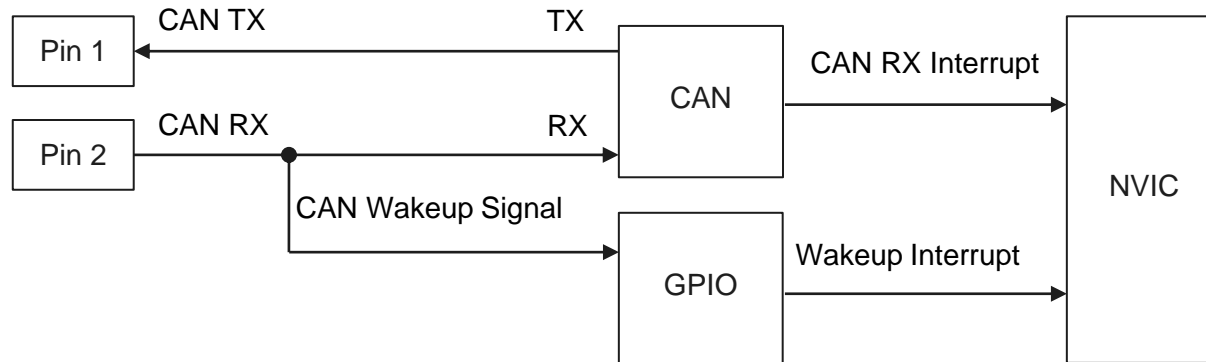 CAN TX
TX
Pin 1
CAN RX Interrupt
CAN
CAN RX
RX
Pin 2
NVIC
CAN Wakeup Signal
Wakeup Interrupt
GPIO